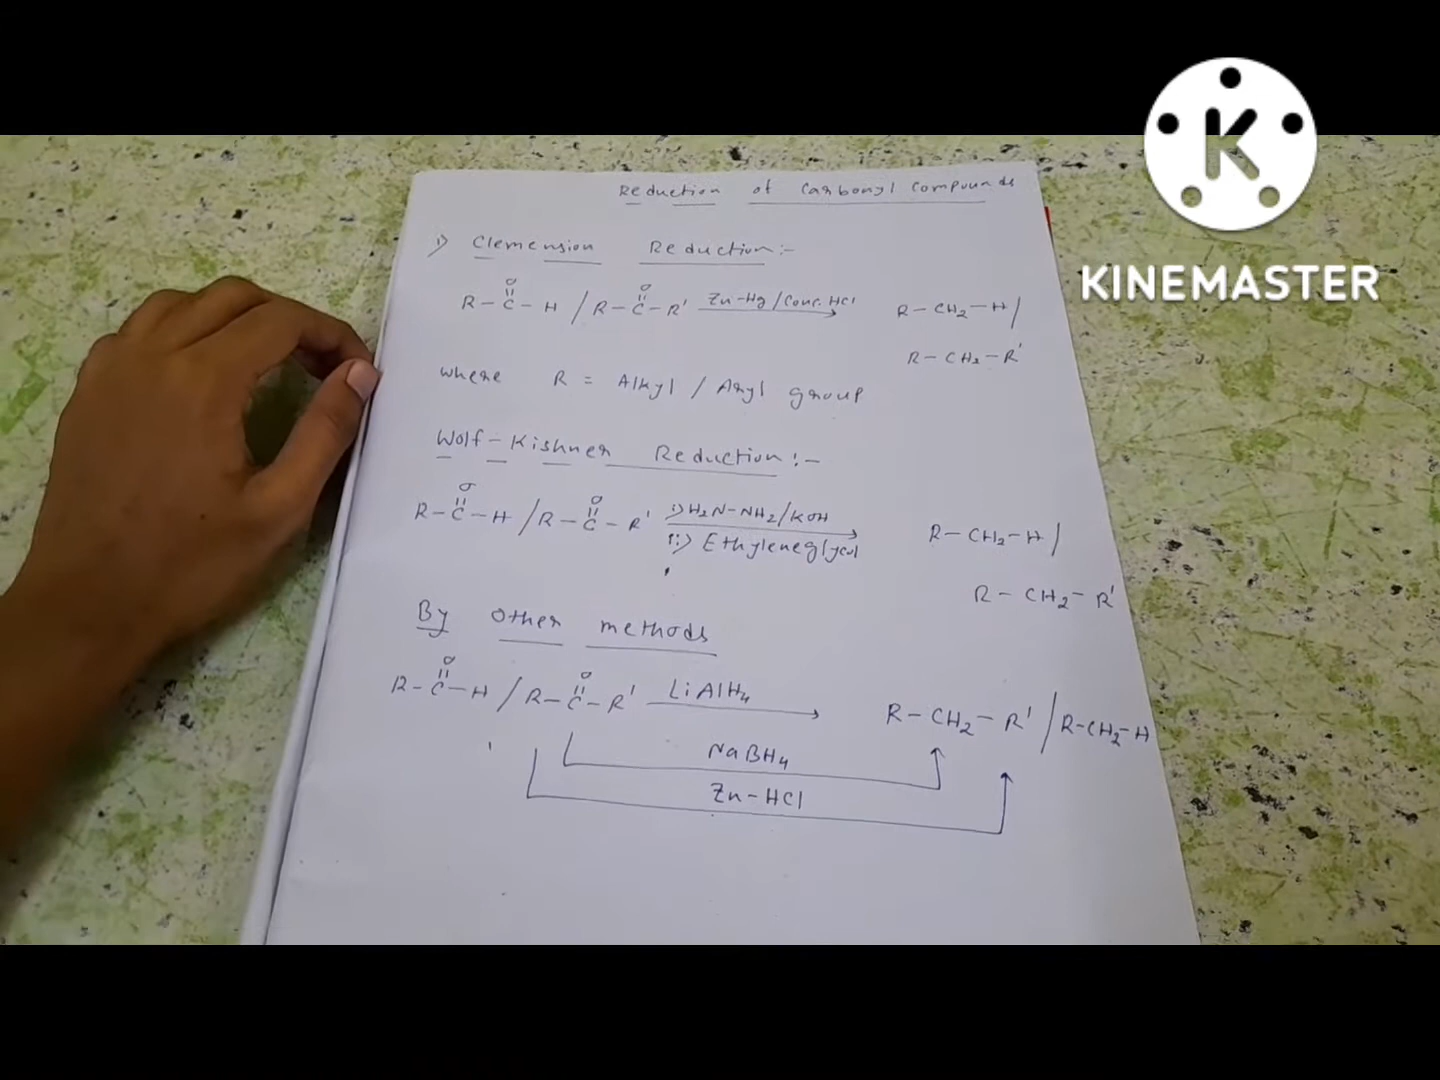 KINEMASTER
Reduction of Carbonyl Compounds
i) Clemension Reduction:-
O O
R-C-H / R-C-R' Zn-Hg/Conc.HCl R-CH2-H/
R-CH2-R'
where R = Alkyl / Aryl group
Wolf-Kishner Reduction:-
O O
R-C-H / R-C-R' i) H2N-NH2/KOH R-CH2-H/
ii) Ethyleneglycol
R-CH2-R'
By Other methods
O O
R-C-H / R-C-R' LiAlH4 R-CH2-R' / R-CH2-H
NaBH4
Zn-HCl